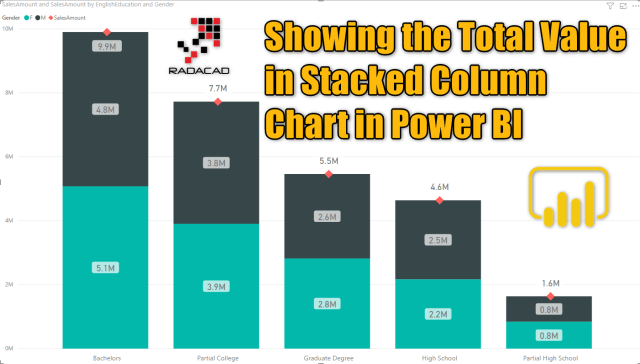 SalesAmount and SalesAmount by EnglishEducation and Gender
Gender F M SalesAmount
Showing the Total Value
in Stacked Column
Chart in Power BI
RADACAD
10M
8M
6M
4M
2M
0M
9.9M
4.8M
5.1M
7.7M
3.8M
3.9M
5.5M
2.6M
2.8M
4.6M
2.5M
2.2M
1.6M
0.8M
0.8M
Bachelors
Partial College
Graduate Degree
High School
Partial High School